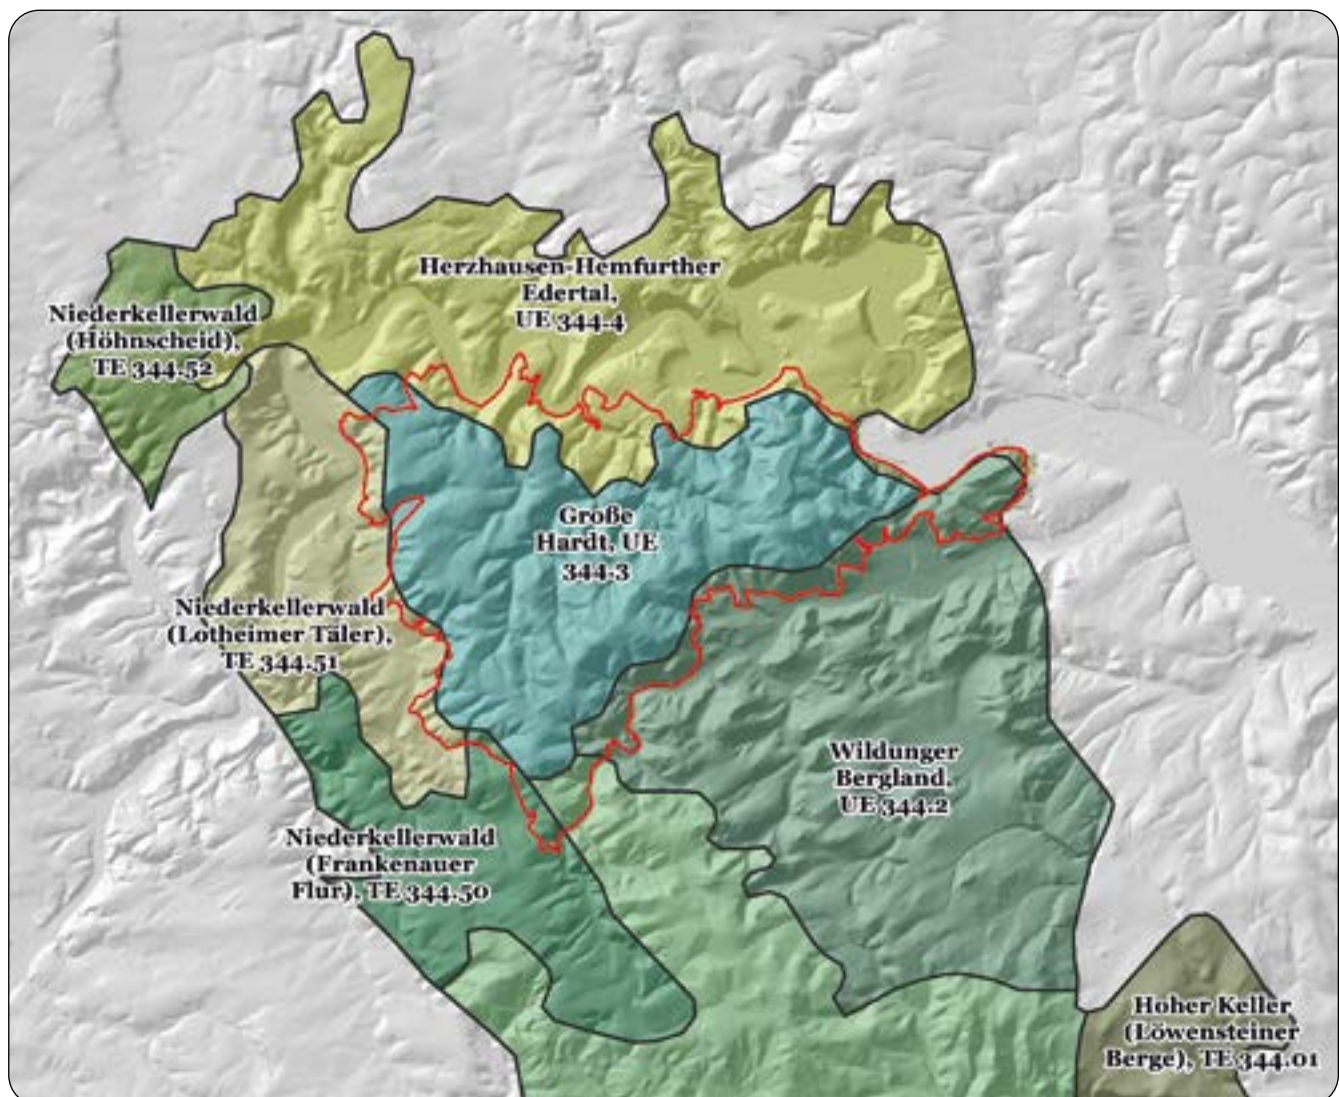 Herzhausen-Hemfurther
Edertal,
UE 344.4
Niederkellerwald
(Höhnscheid),
TE 344.52
Große
Hardt, UE
344.3
Niederkellerwald
(Lotheimer Täler),
TE 344.51
Wildunger
Bergland,
UE 344.2
Niederkellerwald
(Frankenauer
Flur), TE 344.50
Hoher Keller
(Löwensteiner
Berge), TE 344.01